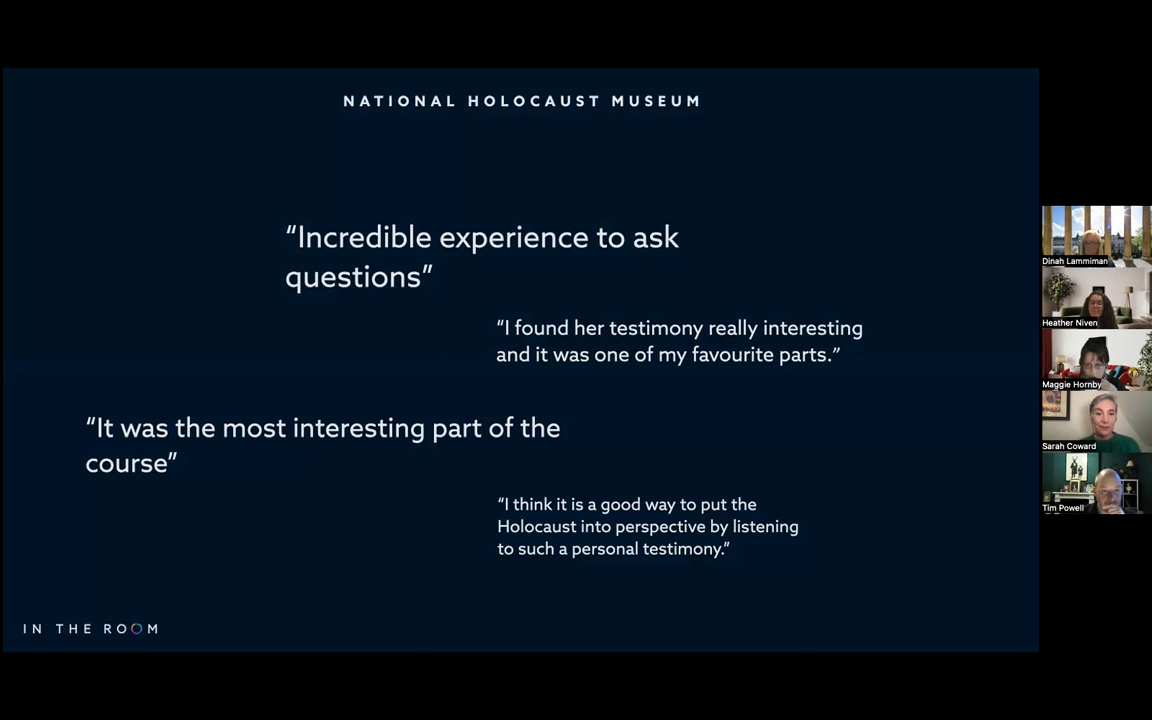 NATIONAL HOLOCAUST MUSEUM
“Incredible experience to ask
questions”
“I found her testimony really interesting
and it was one of my favourite parts.”
“It was the most interesting part of the
course”
“I think it is a good way to put the
Holocaust into perspective by listening
to such a personal testimony.”
IN THE ROOM
Dinah Lammiman
Heather Niven
Maggie Hornby
Sarah Coward
Tim Powell